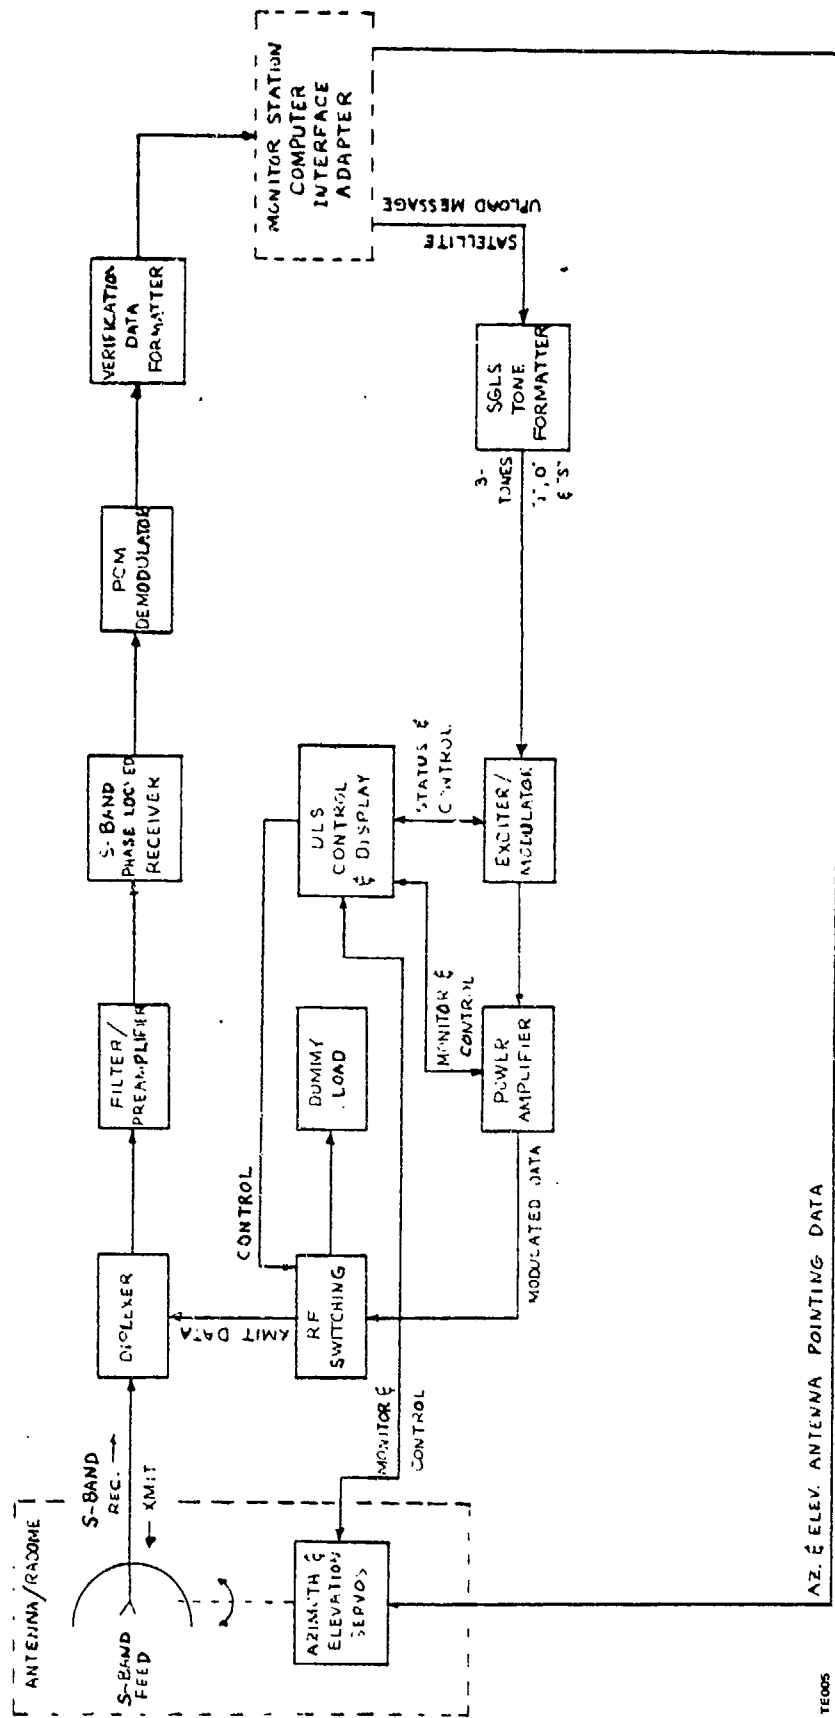 ANTENNA/RADOME
S-BAND
FEED
S-BAND
REC. →
← XMIT
DIPLEXER
FILTER/
PREAMPLIFIER
S-BAND
PHASE LOCKED
RECEIVER
PCM
DEMODULATOR
VERIFICATION
DATA
FORMATTER
MONITOR STATION
COMPUTER
INTERFACE
ADAPTER
SATELLITE
UPLOAD MESSAGE
SGLS
TONE
FORMATTER
3-
TONES
"1", "0"
& "S"
EXCITER/
MODULATOR
STATUS &
CONTROL
ULS
CONTROL
& DISPLAY
MONITOR &
CONTROL
POWER
AMPLIFIER
MODULATED DATA
DUMMY
LOAD
CONTROL
RF
SWITCHING
XMIT DATA
MONITOR &
CONTROL
AZIMUTH &
ELEVATION
SERVOS
AZ. & ELEV. ANTENNA POINTING DATA
TE005